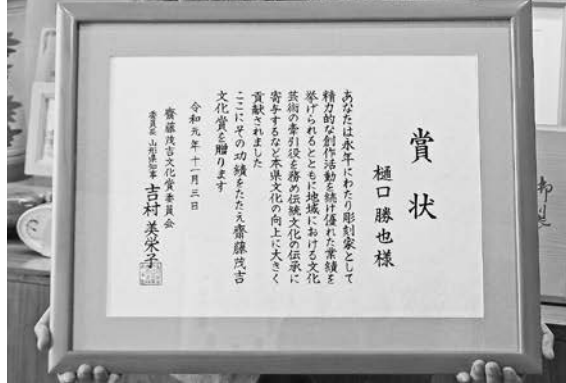 賞状
樋口勝也様
あなたは永年にわたり彫刻家として
精力的な創作活動を続け優れた業績を
挙げられるとともに地域における文化
芸術の牽引役を務め伝統文化の伝承に
寄与するなど本県文化の向上に大きく
貢献されました
ここにその功績をたたえ齋藤茂吉
文化賞を贈ります
令和元年十一月三日
齋藤茂吉文化賞委員会
委員長 山形県知事 吉村美栄子